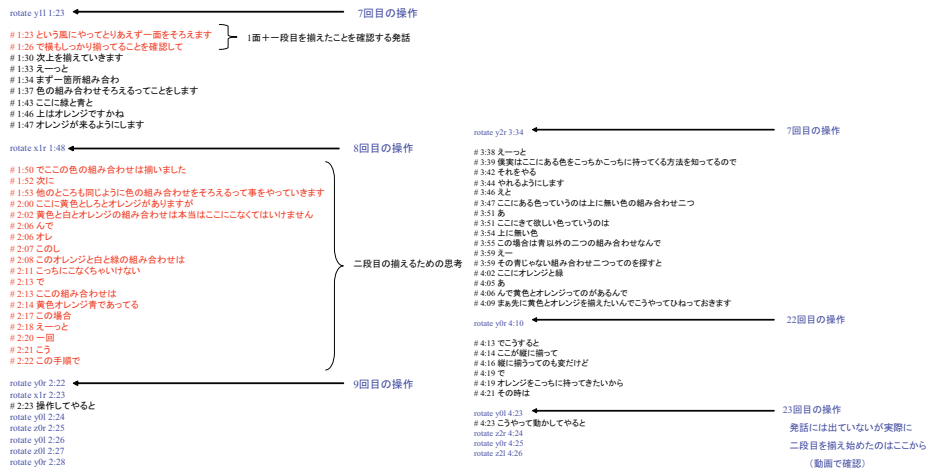 rotate y1l 1:23
7回目の操作
# 1:23 という風にやってとりあえず一面をそろえます
# 1:26 で横もしっかり揃ってることを確認して
1面＋一段目を揃えたことを確認する発話
# 1:30 次上を揃えていきます
# 1:33 えーっと
# 1:34 まず一箇所組み合わ
# 1:37 色の組み合わせそろえるってことをします
# 1:43 ここに緑と青と
# 1:46 上はオレンジですかね
# 1:47 オレンジが来るようにします
rotate x1r 1:48
8回目の操作
# 1:50 でここの色の組み合わせは揃いました
# 1:52 次に
# 1:53 他のところも同じように色の組み合わせをそろえるって事をやっていきます
# 2:00 ここに黄色としろとオレンジがありますが
# 2:02 黄色と白とオレンジの組み合わせは本当はここにこなくてはいけません
# 2:06 んで
# 2:06 オレ
# 2:07 このし
# 2:08 このオレンジと白と緑の組み合わせは
# 2:11 こっちにこなくちゃいけない
# 2:13 で
# 2:13 ここの組み合わせは
# 2:14 黄色オレンジ青であってる
# 2:17 この場合
# 2:18 えーっと
# 2:20 一回
# 2:21 こう
# 2:22 この手順で
二段目の揃えるための思考
rotate y0r 2:22
9回目の操作
rotate x1r 2:23
# 2:23 操作してやると
rotate y0l 2:24
rotate z0r 2:25
rotate y0l 2:26
rotate z0l 2:27
rotate y0r 2:28
rotate y2r 3:34
7回目の操作
# 3:38 えーっと
# 3:39 僕実はここにある色をこっちかこっちに持ってくる方法を知ってるので
# 3:42 それをやる
# 3:44 やれるようにします
# 3:46 えと
# 3:47 ここにある色っていうのは上に無い色の組み合わせ二つ
# 3:51 あ
# 3:51 ここにきて欲しい色っていうのは
# 3:54 上に無い色
# 3:55 この場合は青以外の二つの組み合わせなんで
# 3:59 えー
# 3:59 その青じゃない組み合わせ二つってのを探すと
# 4:02 ここにオレンジと緑
# 4:05 あ
# 4:06 んで黄色とオレンジってのがあるんで
# 4:09 まぁ先に黄色とオレンジを揃えたいんでこうやってひねっておきます
rotate y0r 4:10
22回目の操作
# 4:13 でこうすると
# 4:14 ここが縦に揃って
# 4:16 縦に揃うってのも変だけど
# 4:19 で
# 4:19 オレンジをこっちに持ってきたいから
# 4:21 その時は
rotate y0l 4:23
23回目の操作
# 4:23 こうやって動かしてやると
rotate z2r 4:24
rotate y0r 4:25
rotate z2l 4:26
発話には出ていないが実際に
二段目を揃え始めたのはここから
（動画で確認）